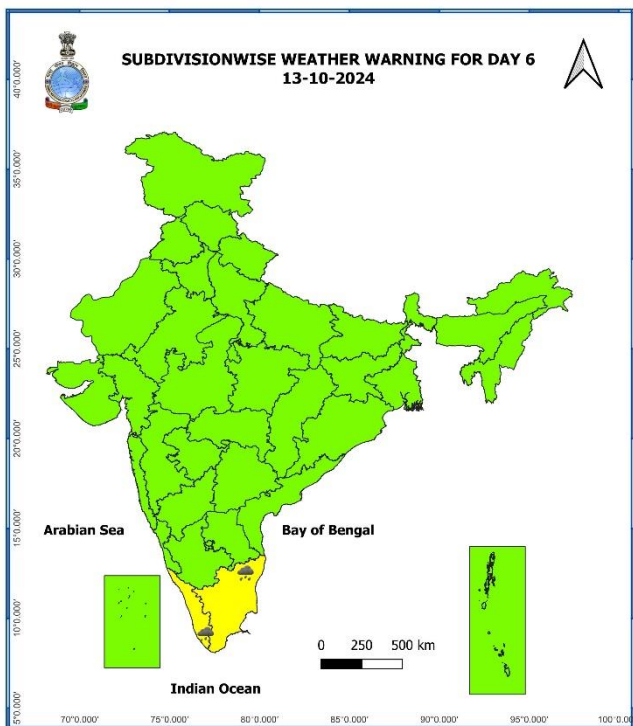 SUBDIVISIONWISE WEATHER WARNING FOR DAY 6
13-10-2024
40°0.000'
35°0.000'
30°0.000'
25°0.000'
20°0.000'
15°0.000'
10°0.000'
5°0.000'
Arabian Sea
Bay of Bengal
0 250 500 km
Indian Ocean
70°0.000' 75°0.000' 80°0.000' 90°0.000' 95°0.000' 100°0.0